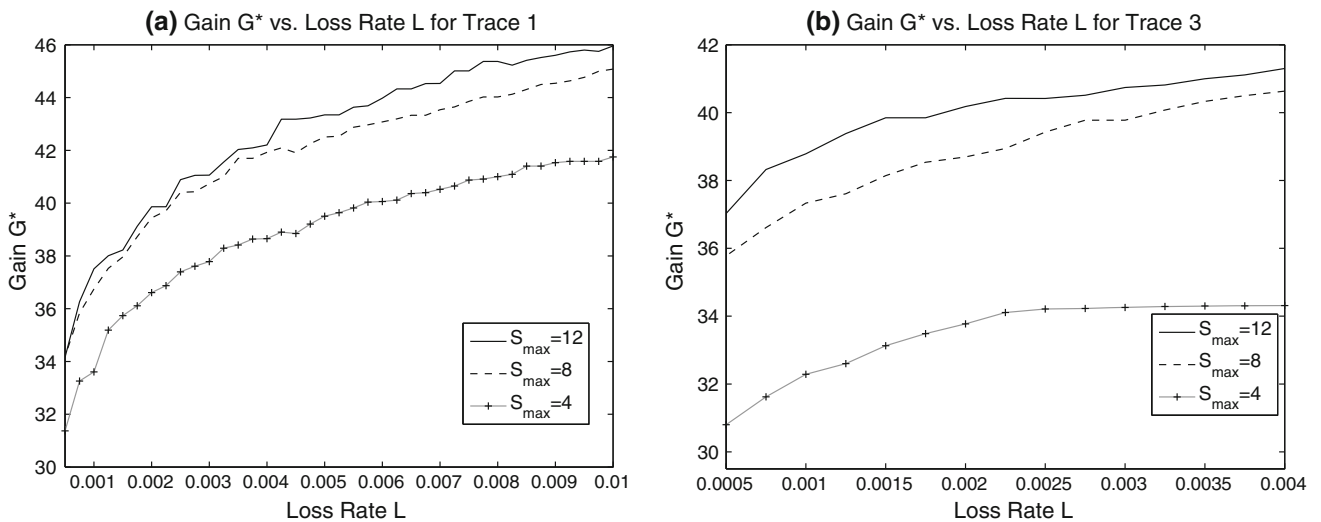 (a) Gain G* vs. Loss Rate L for Trace 1
46
44
42
40
38
36
34
32
30
Gain G*
0.001 0.002 0.003 0.004 0.005 0.006 0.007 0.008 0.009 0.01
Loss Rate L
S_max=12
S_max=8
S_max=4
(b) Gain G* vs. Loss Rate L for Trace 3
42
40
38
36
34
32
30
Gain G*
0.0005 0.001 0.0015 0.002 0.0025 0.003 0.0035 0.004
Loss Rate L
S_max=12
S_max=8
S_max=4